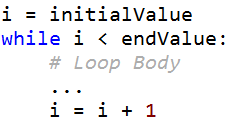 i = initialValue
while i < endValue:
    # Loop Body
    ...
    i = i + 1